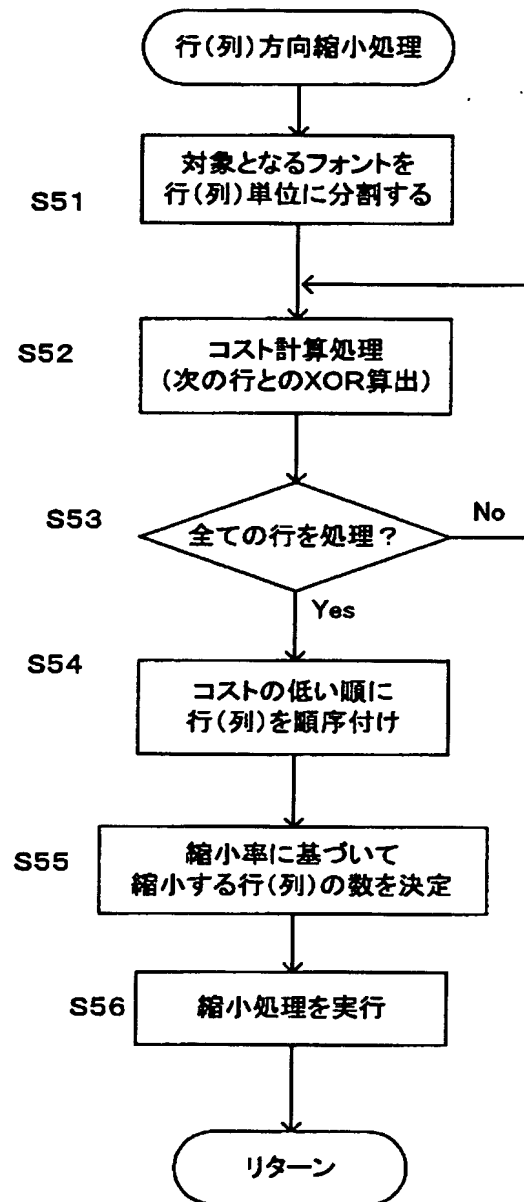 行(列)方向縮小処理
S51
対象となるフォントを
行(列)単位に分割する
S52
コスト計算処理
(次の行とのXOR算出)
S53
全ての行を処理？
No
Yes
S54
コストの低い順に
行(列)を順序付け
S55
縮小率に基づいて
縮小する行(列)の数を決定
S56
縮小処理を実行
リターン